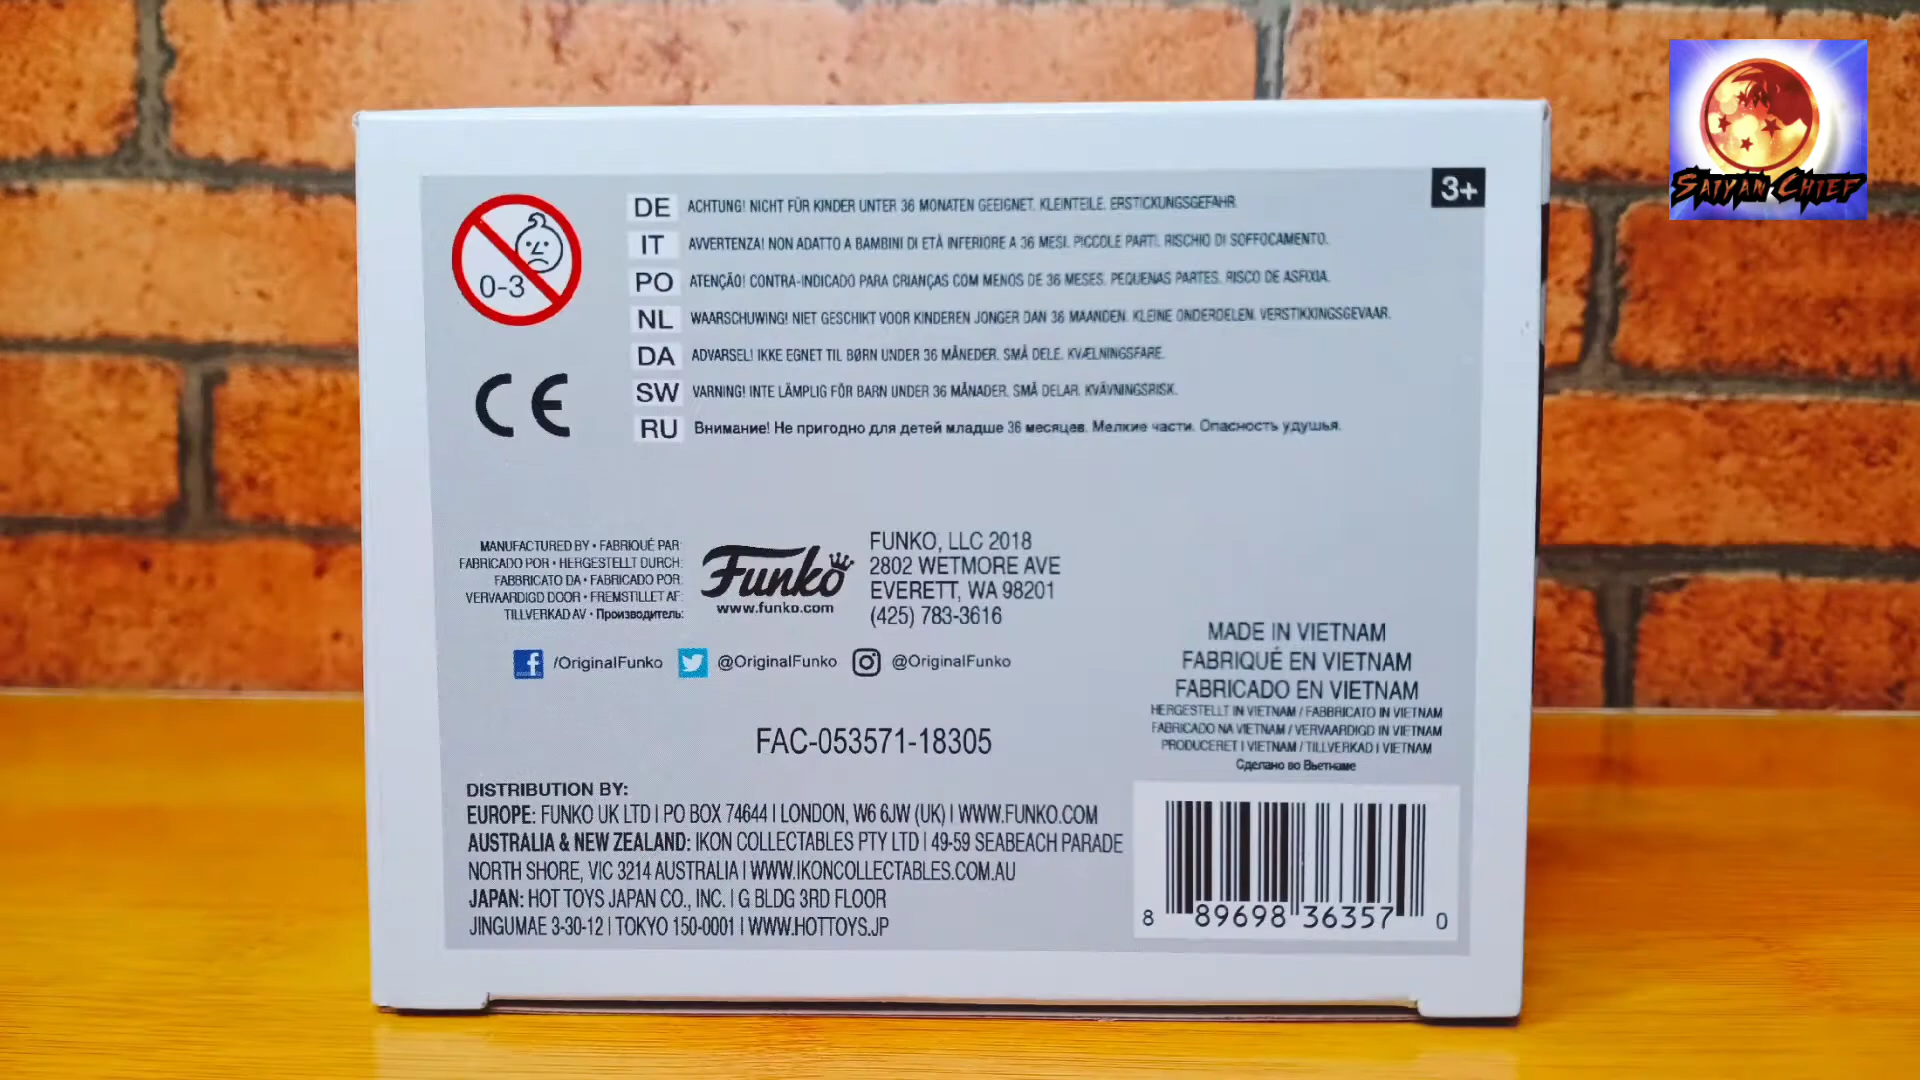 SAIYAN CHIEF
3+
0-3
DE ACHTUNG! NICHT FÜR KINDER UNTER 36 MONATEN GEEIGNET. KLEINTEILE. ERSTICKUNGSGEFAHR.
IT AVVERTENZA! NON ADATTO A BAMBINI DI ETÀ INFERIORE A 36 MESI. PICCOLE PARTI. RISCHIO DI SOFFOCAMENTO.
PO ATENÇÃO! CONTRA-INDICADO PARA CRIANÇAS COM MENOS DE 36 MESES. PEQUENAS PARTES. RISCO DE ASFIXIA.
NL WAARSCHUWING! NIET GESCHIKT VOOR KINDEREN JONGER DAN 36 MAANDEN. KLEINE ONDERDELEN. VERSTIKKINGSGEVAAR.
DA ADVARSEL! IKKE EGNET TIL BØRN UNDER 36 MÅNEDER. SMÅ DELE. KVÆLNINGSFARE.
SW VARNING! INTE LÄMPLIG FÖR BARN UNDER 36 MÅNADER. SMÅ DELAR. KVÄVNINGSRISK.
RU Внимание! Не пригодно для детей младше 36 месяцев. Мелкие части. Опасность удушья.
CE
MANUFACTURED BY • FABRIQUÉ PAR
FABRICADO POR • HERGESTELLT DURCH:
FABBRICATO DA • FABRICADO POR
VERVAARDIGD DOOR • FREMSTILLET AF:
TILLVERKAD AV • Производитель:
Funko
www.funko.com
FUNKO, LLC 2018
2802 WETMORE AVE
EVERETT, WA 98201
(425) 783-3616
/OriginalFunko @OriginalFunko @OriginalFunko
MADE IN VIETNAM
FABRIQUÉ EN VIETNAM
FABRICADO EN VIETNAM
HERGESTELLT IN VIETNAM / FABBRICATO IN VIETNAM
FABRICADO NA VIETNAM / VERVAARDIGD IN VIETNAM
PRODUCERET I VIETNAM / TILLVERKAD I VIETNAM
Сделано во Вьетнаме
FAC-053571-18305
DISTRIBUTION BY:
EUROPE: FUNKO UK LTD | PO BOX 74644 | LONDON, W6 6JW (UK) | WWW.FUNKO.COM
AUSTRALIA & NEW ZEALAND: IKON COLLECTABLES PTY LTD | 49-59 SEABEACH PARADE
NORTH SHORE, VIC 3214 AUSTRALIA | WWW.IKONCOLLECTABLES.COM.AU
JAPAN: HOT TOYS JAPAN CO., INC. | G BLDG 3RD FLOOR
JINGUMAE 3-30-12 | TOKYO 150-0001 | WWW.HOTTOYS.JP
8 89698 36357 0